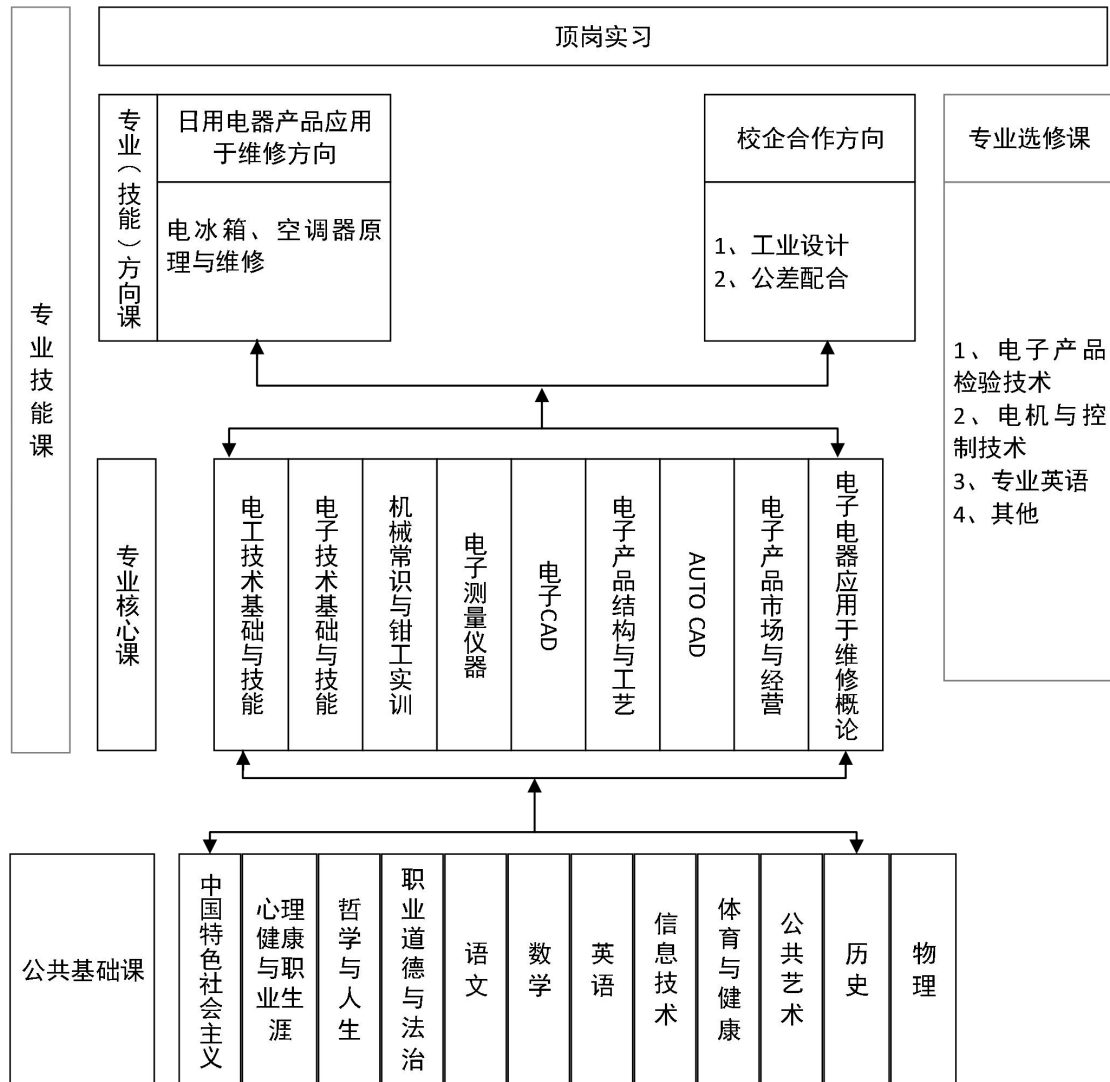 顶岗实习
专业技能课
专业（技能）方向课
日用电器产品应用
于维修方向
电冰箱、空调器原
理与维修
校企合作方向
1、工业设计
2、公差配合
专业选修课
1、电子产品
检验技术
2、电机与控
制技术
3、专业英语
4、其他
专业核心课
电工技术基础与技能
电子技术基础与技能
机械常识与钳工实训
电子测量仪器
电子CAD
电子产品结构与工艺
AUTO CAD
电子产品市场与经营
电子电器应用于维修概论
公共基础课
中国特色社会主义
心理
健康
与职
业生
涯
哲学与人生
职业道德与法治
语文
数学
英语
信息技术
体育与健康
公共艺术
历史
物理